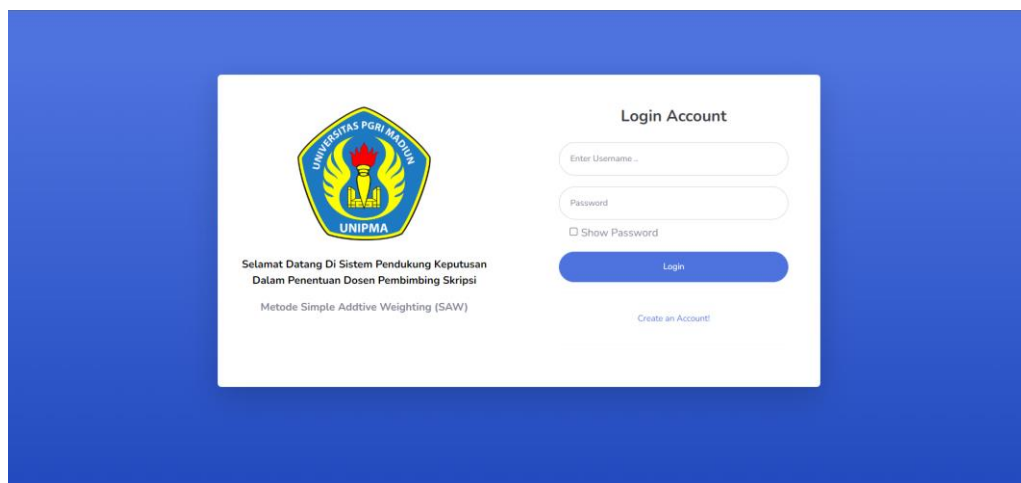 UNIVERSITAS PGRI MADIUN
UNIPMA
Selamat Datang Di Sistem Pendukung Keputusan
Dalam Penentuan Dosen Pembimbing Skripsi
Metode Simple Addtive Weighting (SAW)
Login Account
Enter Username ..
Password
Show Password
Login
Create an Account!